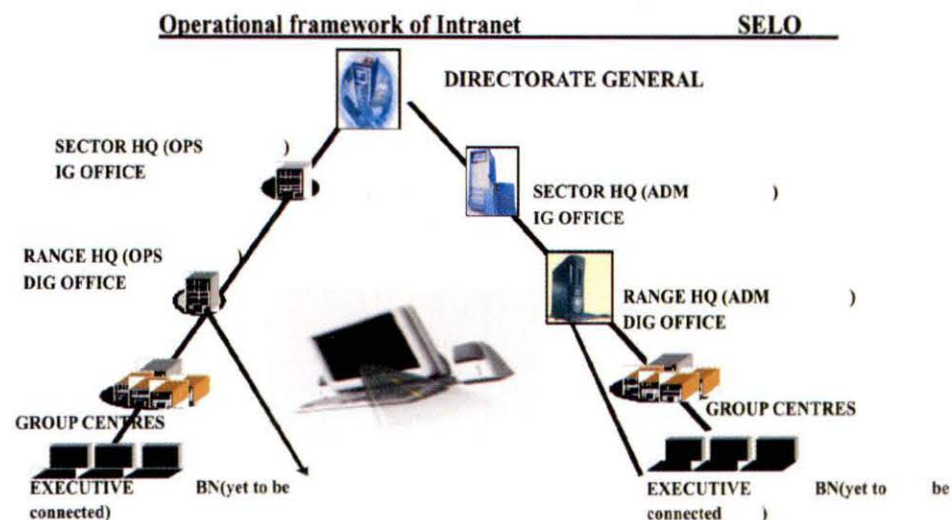 Operational framework of Intranet SELO
DIRECTORATE GENERAL
SECTOR HQ (OPS )
IG OFFICE
SECTOR HQ (ADM )
IG OFFICE
RANGE HQ (OPS )
DIG OFFICE
RANGE HQ (ADM )
DIG OFFICE
GROUP CENTRES
GROUP CENTRES
EXECUTIVE BN(yet to be
connected)
EXECUTIVE BN(yet to be
connected )